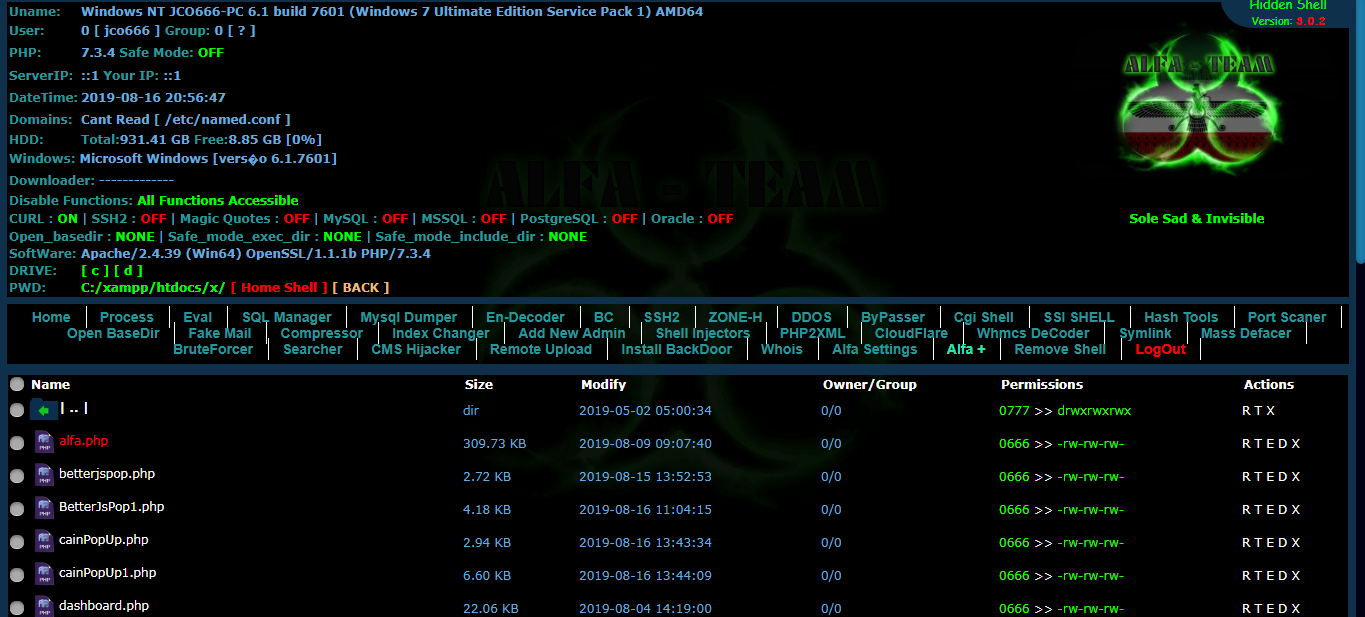 Hidden Shell
Version: 3.0.2
Uname: Windows NT JCO666-PC 6.1 build 7601 (Windows 7 Ultimate Edition Service Pack 1) AMD64
User: 0 [ jco666 ] Group: 0 [ ? ]
PHP: 7.3.4 Safe Mode: OFF
ServerIP: ::1 Your IP: ::1
DateTime: 2019-08-16 20:56:47
Domains: Cant Read [ /etc/named.conf ]
HDD: Total:931.41 GB Free:8.85 GB [0%]
Windows: Microsoft Windows [vers�o 6.1.7601]
Downloader: -------------
Disable Functions: All Functions Accessible
CURL : ON | SSH2 : OFF | Magic Quotes : OFF | MySQL : OFF | MSSQL : OFF | PostgreSQL : OFF | Oracle : OFF
Open_basedir : NONE | Safe_mode_exec_dir : NONE | Safe_mode_include_dir : NONE
SoftWare: Apache/2.4.39 (Win64) OpenSSL/1.1.1b PHP/7.3.4
DRIVE: [ c ] [ d ]
PWD: C:/xampp/htdocs/x/ [ Home Shell ] [ BACK ]
ALFA - TEAM
Sole Sad & Invisible
ALFA - TEAM
Home Process Eval SQL Manager Mysql Dumper En-Decoder BC SSH2 ZONE-H DDOS ByPasser Cgi Shell SSI SHELL Hash Tools Port Scaner
Open BaseDir Fake Mail Compressor Index Changer Add New Admin Shell Injectors PHP2XML CloudFlare Whmcs DeCoder Symlink Mass Defacer
BruteForcer Searcher CMS Hijacker Remote Upload Install BackDoor Whois Alfa Settings Alfa + Remove Shell LogOut
Name Size Modify Owner/Group Permissions Actions
| .. | dir 2019-05-02 05:00:34 0/0 0777 >> drwxrwxrwx R T X
alfa.php 309.73 KB 2019-08-09 09:07:40 0/0 0666 >> -rw-rw-rw- R T E D X
betterjspop.php 2.72 KB 2019-08-15 13:52:53 0/0 0666 >> -rw-rw-rw- R T E D X
BetterJsPop1.php 4.18 KB 2019-08-16 11:04:15 0/0 0666 >> -rw-rw-rw- R T E D X
cainPopUp.php 2.94 KB 2019-08-16 13:43:34 0/0 0666 >> -rw-rw-rw- R T E D X
cainPopUp1.php 6.60 KB 2019-08-16 13:44:09 0/0 0666 >> -rw-rw-rw- R T E D X
dashboard.php 22.06 KB 2019-08-04 14:19:00 0/0 0666 >> -rw-rw-rw- R T E D X